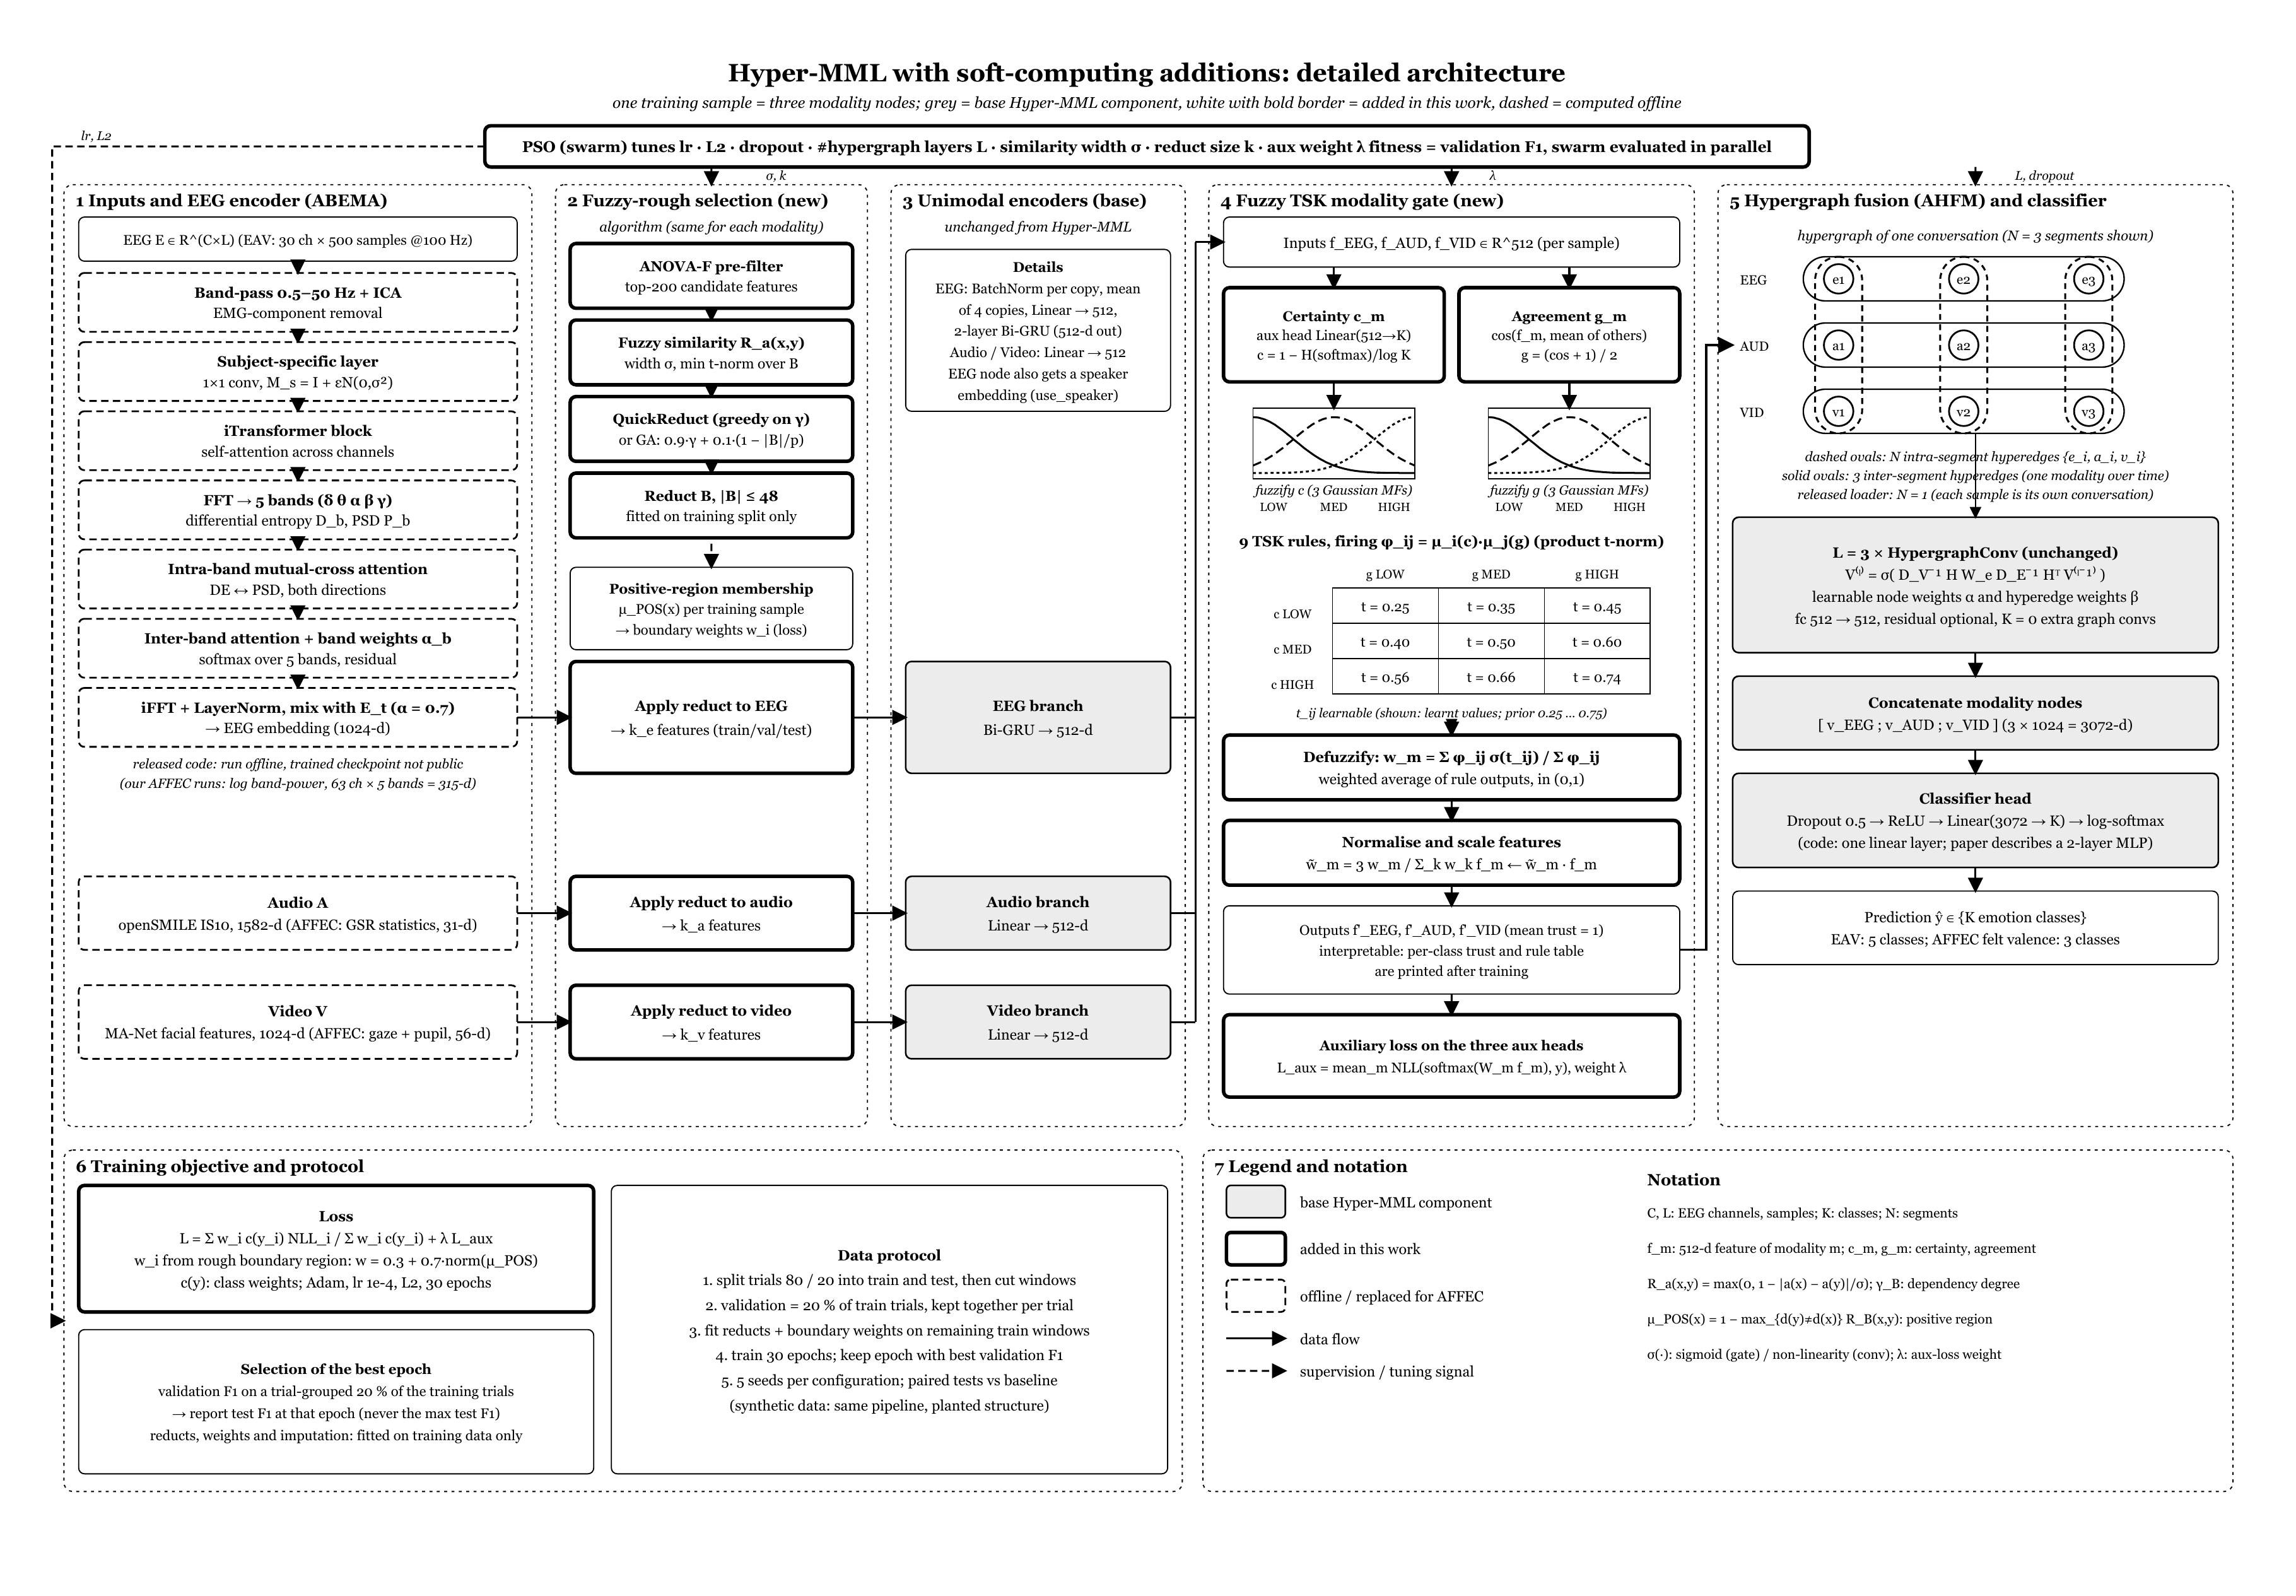 Hyper-MML with soft-computing additions: detailed architecture
one training sample = three modality nodes; grey = base Hyper-MML component, white with bold border = added in this work, dashed = computed offline
lr, L2
PSO (swarm) tunes lr · L2 · dropout · #hypergraph layers L · similarity width σ · reduct size k · aux weight λ fitness = validation F1, swarm evaluated in parallel
σ, k
λ
L, dropout
1 Inputs and EEG encoder (ABEMA)
EEG E ∈ R^(C×L) (EAV: 30 ch × 500 samples @100 Hz)
Band-pass 0.5–50 Hz + ICA
EMG-component removal
Subject-specific layer
1×1 conv, M_s = I + εN(0,σ²)
iTransformer block
self-attention across channels
FFT → 5 bands (δ θ α β γ)
differential entropy D_b, PSD P_b
Intra-band mutual-cross attention
DE ↔ PSD, both directions
Inter-band attention + band weights α_b
softmax over 5 bands, residual
iFFT + LayerNorm, mix with E_t (α = 0.7)
→ EEG embedding (1024-d)
released code: run offline, trained checkpoint not public
(our AFFEC runs: log band-power, 63 ch × 5 bands = 315-d)
Audio A
openSMILE IS10, 1582-d (AFFEC: GSR statistics, 31-d)
Video V
MA-Net facial features, 1024-d (AFFEC: gaze + pupil, 56-d)
2 Fuzzy-rough selection (new)
algorithm (same for each modality)
ANOVA-F pre-filter
top-200 candidate features
Fuzzy similarity R_a(x,y)
width σ, min t-norm over B
QuickReduct (greedy on γ)
or GA: 0.9·γ + 0.1·(1 − |B|/p)
Reduct B, |B| ≤ 48
fitted on training split only
Positive-region membership
μ_POS(x) per training sample
→ boundary weights w_i (loss)
Apply reduct to EEG
→ k_e features (train/val/test)
Apply reduct to audio
→ k_a features
Apply reduct to video
→ k_v features
3 Unimodal encoders (base)
unchanged from Hyper-MML
Details
EEG: BatchNorm per copy, mean
of 4 copies, Linear → 512,
2-layer Bi-GRU (512-d out)
Audio / Video: Linear → 512
EEG node also gets a speaker
embedding (use_speaker)
EEG branch
Bi-GRU → 512-d
Audio branch
Linear → 512-d
Video branch
Linear → 512-d
4 Fuzzy TSK modality gate (new)
Inputs f_EEG, f_AUD, f_VID ∈ R^512 (per sample)
Certainty c_m
aux head Linear(512→K)
c = 1 − H(softmax)/log K
Agreement g_m
cos(f_m, mean of others)
g = (cos + 1) / 2
fuzzify c (3 Gaussian MFs)
LOW MED HIGH
fuzzify g (3 Gaussian MFs)
LOW MED HIGH
9 TSK rules, firing φ_ij = μ_i(c)·μ_j(g) (product t-norm)
g LOW g MED g HIGH
c LOW t = 0.25 t = 0.35 t = 0.45
c MED t = 0.40 t = 0.50 t = 0.60
c HIGH t = 0.56 t = 0.66 t = 0.74
t_ij learnable (shown: learnt values; prior 0.25 ... 0.75)
Defuzzify: w_m = Σ φ_ij σ(t_ij) / Σ φ_ij
weighted average of rule outputs, in (0,1)
Normalise and scale features
w̃_m = 3 w_m / Σ_k w_k f_m ← w̃_m · f_m
Outputs f'_EEG, f'_AUD, f'_VID (mean trust = 1)
interpretable: per-class trust and rule table
are printed after training
Auxiliary loss on the three aux heads
L_aux = mean_m NLL(softmax(W_m f_m), y), weight λ
5 Hypergraph fusion (AHFM) and classifier
hypergraph of one conversation (N = 3 segments shown)
EEG e1 e2 e3
AUD a1 a2 a3
VID v1 v2 v3
dashed ovals: N intra-segment hyperedges {e_i, a_i, v_i}
solid ovals: 3 inter-segment hyperedges (one modality over time)
released loader: N = 1 (each sample is its own conversation)
L = 3 × HypergraphConv (unchanged)
V⁽ˡ⁾ = σ( D_V⁻¹ H W_e D_E⁻¹ Hᵀ V⁽ˡ⁻¹⁾ )
learnable node weights α and hyperedge weights β
fc 512 → 512, residual optional, K = 0 extra graph convs
Concatenate modality nodes
[ v_EEG ; v_AUD ; v_VID ] (3 × 1024 = 3072-d)
Classifier head
Dropout 0.5 → ReLU → Linear(3072 → K) → log-softmax
(code: one linear layer; paper describes a 2-layer MLP)
Prediction ŷ ∈ {K emotion classes}
EAV: 5 classes; AFFEC felt valence: 3 classes
6 Training objective and protocol
Loss
L = Σ w_i c(y_i) NLL_i / Σ w_i c(y_i) + λ L_aux
w_i from rough boundary region: w = 0.3 + 0.7·norm(μ_POS)
c(y): class weights; Adam, lr 1e-4, L2, 30 epochs
Selection of the best epoch
validation F1 on a trial-grouped 20 % of the training trials
→ report test F1 at that epoch (never the max test F1)
reducts, weights and imputation: fitted on training data only
Data protocol
1. split trials 80 / 20 into train and test, then cut windows
2. validation = 20 % of train trials, kept together per trial
3. fit reducts + boundary weights on remaining train windows
4. train 30 epochs; keep epoch with best validation F1
5. 5 seeds per configuration; paired tests vs baseline
(synthetic data: same pipeline, planted structure)
7 Legend and notation
base Hyper-MML component
added in this work
offline / replaced for AFFEC
data flow
supervision / tuning signal
Notation
C, L: EEG channels, samples; K: classes; N: segments
f_m: 512-d feature of modality m; c_m, g_m: certainty, agreement
R_a(x,y) = max(0, 1 − |a(x) − a(y)|/σ); γ_B: dependency degree
μ_POS(x) = 1 − max_{d(y)≠d(x)} R_B(x,y): positive region
σ(·): sigmoid (gate) / non-linearity (conv); λ: aux-loss weight